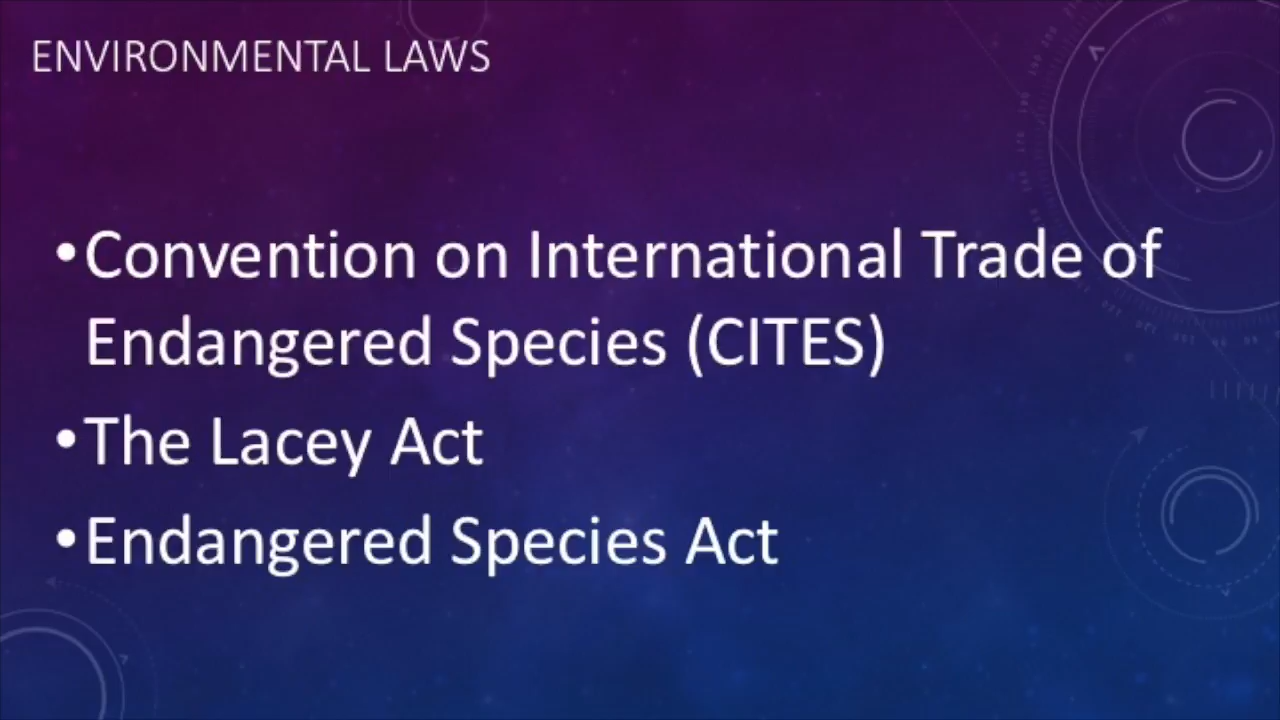 ENVIRONMENTAL LAWS
•Convention on International Trade of
Endangered Species (CITES)
•The Lacey Act
•Endangered Species Act